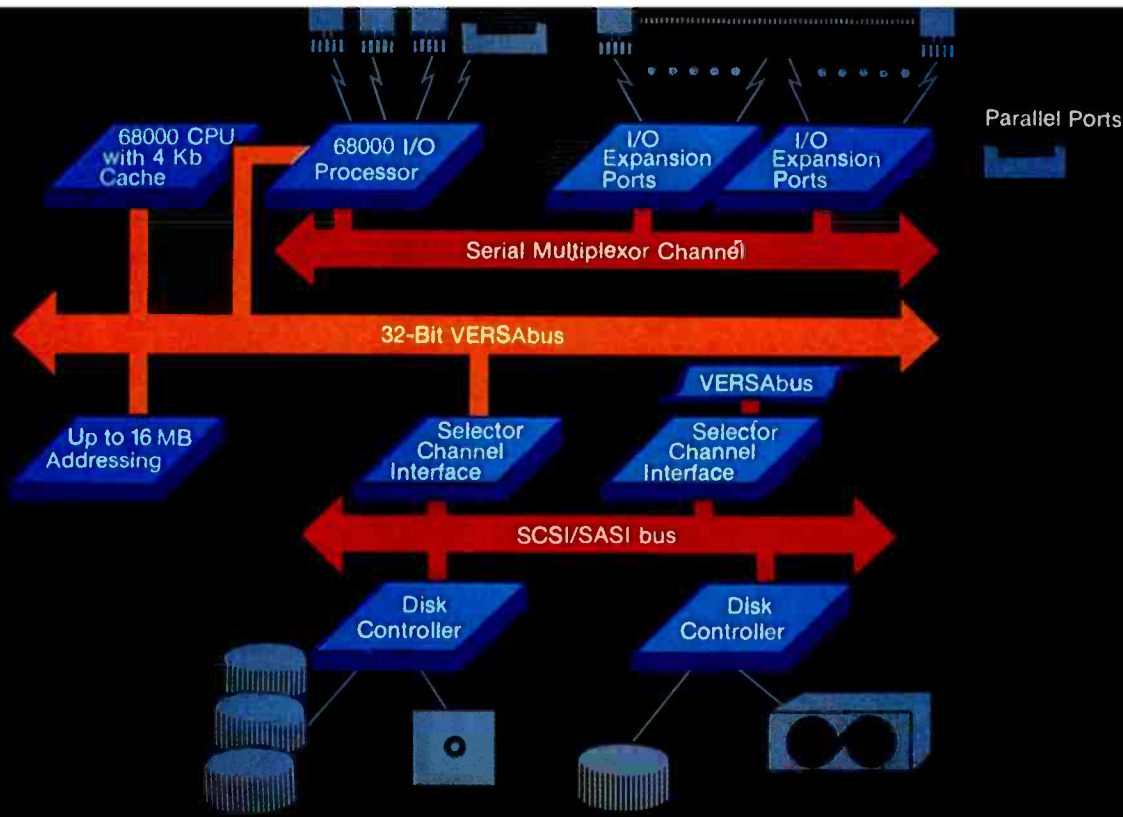 Parallel Ports
68000 CPU
with 4 Kb
Cache
68000 I/O
Processor
I/O
Expansion
Ports
I/O
Expansion
Ports
Serial Multiplexor Channel
32-Bit VERSAbus
VERSAbus
Up to 16 MB
Addressing
Selector
Channel
Interface
Selector
Channel
Interface
SCSI/SASI bus
Disk
Controller
Disk
Controller